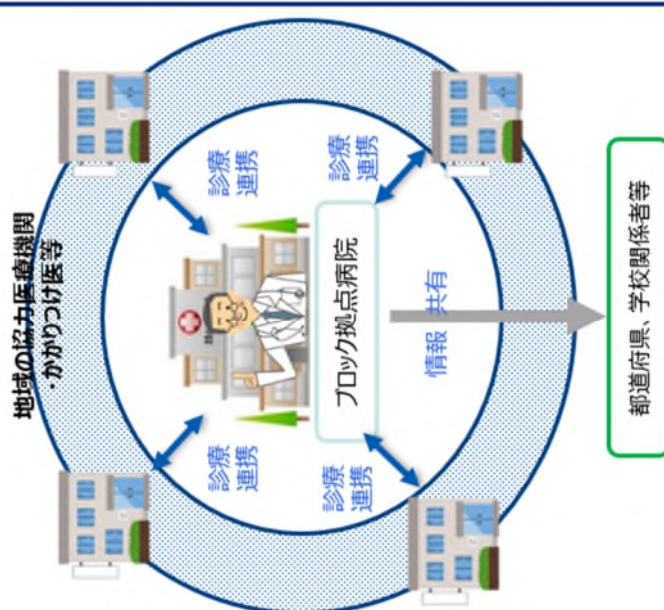 地域の協力医療機関
・かかりつけ医等
診療
連携
診療
連携
ブロック拠点病院
診療
連携
診療
連携
情報 共有
都道府県、学校関係者等